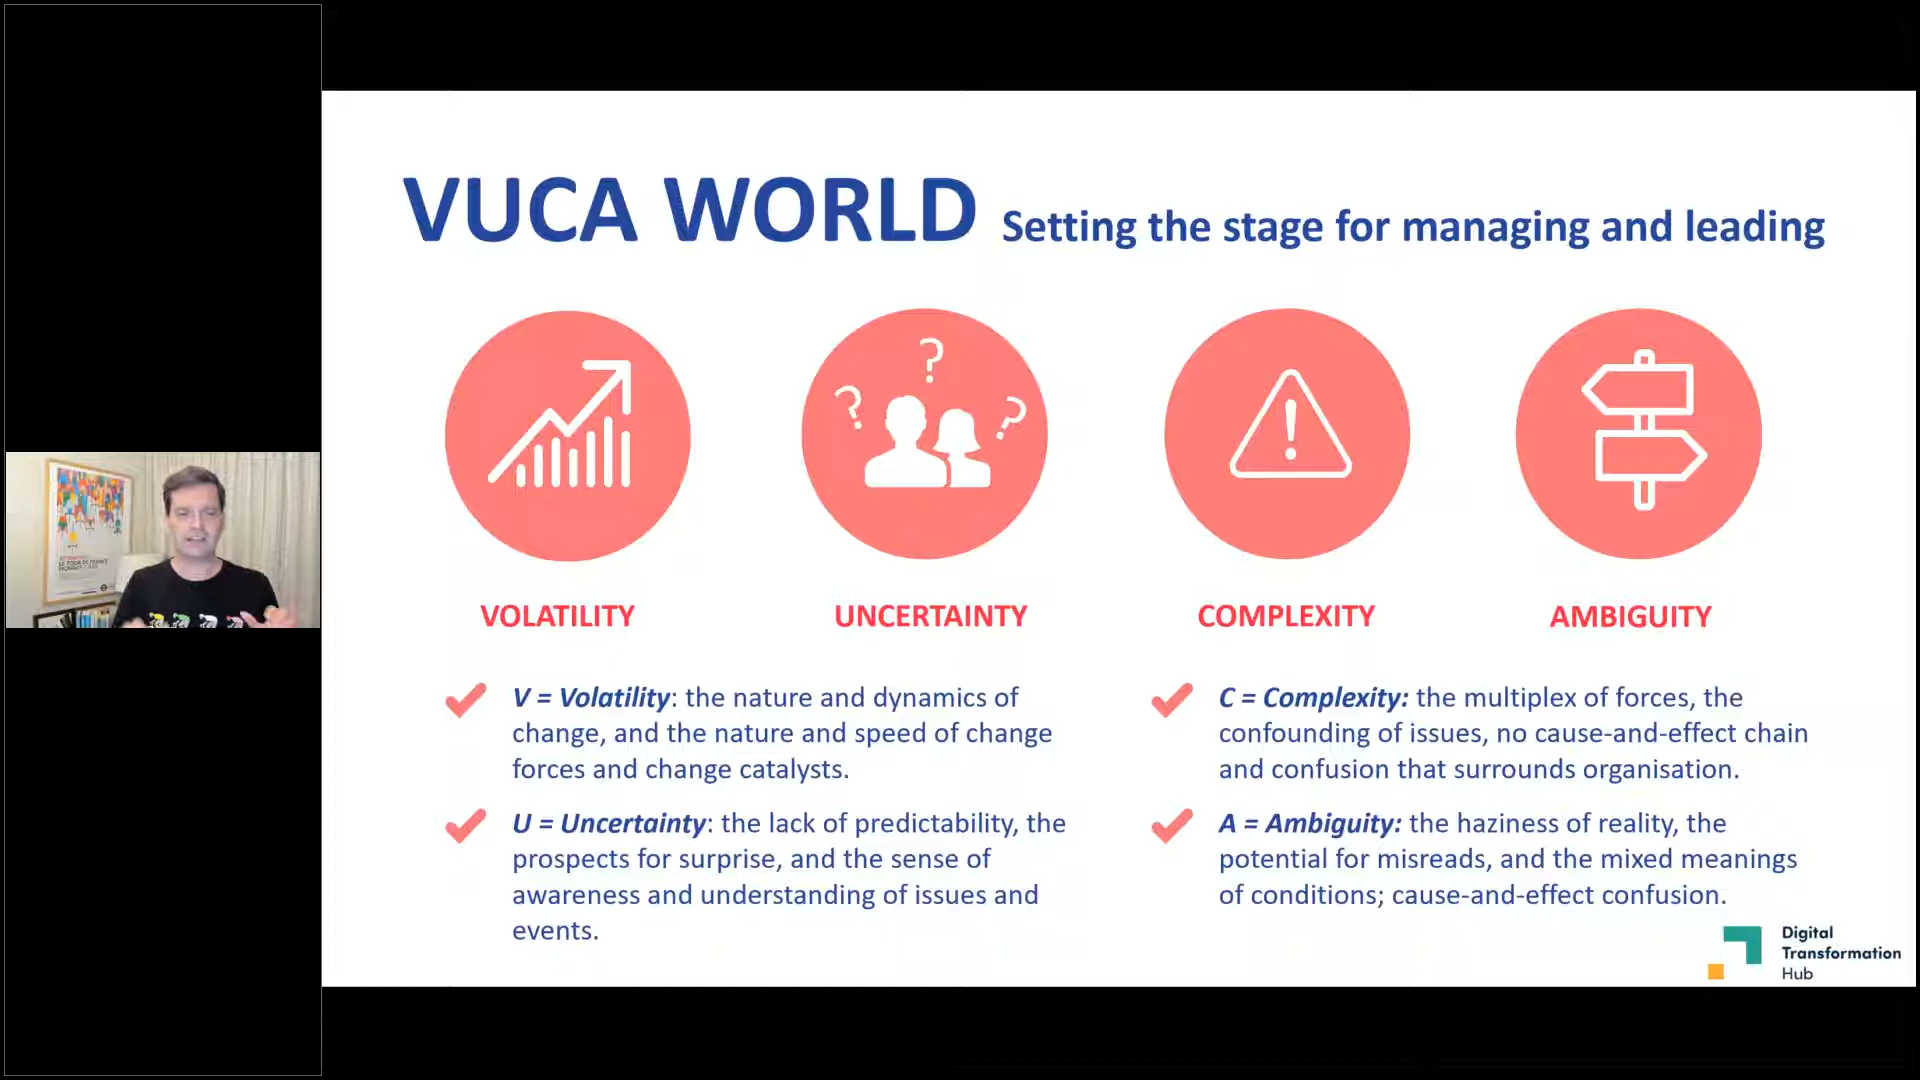 VUCA WORLD Setting the stage for managing and leading
VOLATILITY
UNCERTAINTY
COMPLEXITY
AMBIGUITY
V = Volatility: the nature and dynamics of
change, and the nature and speed of change
forces and change catalysts.
U = Uncertainty: the lack of predictability, the
prospects for surprise, and the sense of
awareness and understanding of issues and
events.
C = Complexity: the multiplex of forces, the
confounding of issues, no cause-and-effect chain
and confusion that surrounds organisation.
A = Ambiguity: the haziness of reality, the
potential for misreads, and the mixed meanings
of conditions; cause-and-effect confusion.
Digital
Transformation
Hub